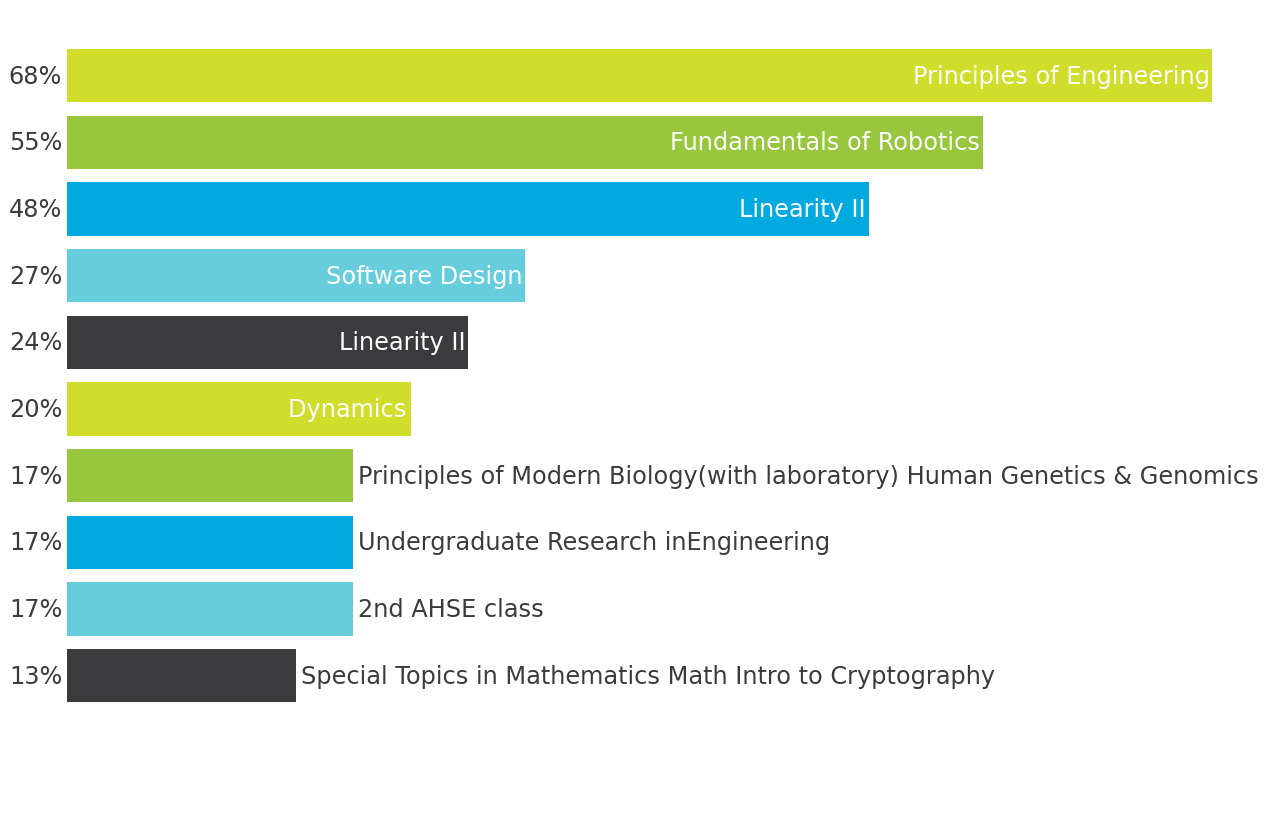 68% Principles of Engineering
55% Fundamentals of Robotics
48% Linearity II
27% Software Design
24% Linearity II
20% Dynamics
17% Principles of Modern Biology(with laboratory) Human Genetics & Genomics
17% Undergraduate Research inEngineering
17% 2nd AHSE class
13% Special Topics in Mathematics Math Intro to Cryptography